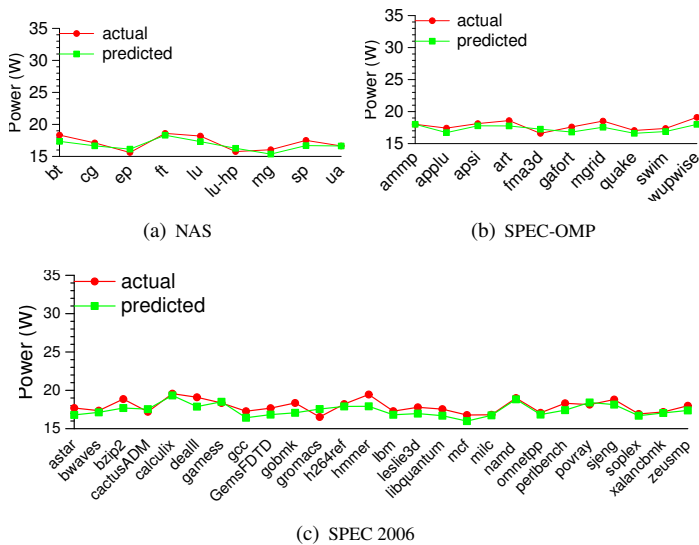 35
30
25
20
15
Power (W)
actual
predicted
bt
cg
ep
ft
lu
lu-hp
mg
sp
ua
(a) NAS
35
30
25
20
15
Power (W)
actual
predicted
ammp
applu
apsi
art
fma3d
gafort
mgrid
quake
swim
wupwise
(b) SPEC-OMP
35
30
25
20
15
Power (W)
actual
predicted
astar
bwaves
bzip2
cactusADM
calculix
dealII
gamess
gcc
GemsFDTD
gobmk
gromacs
h264ref
hmmer
lbm
leslie3d
libquantum
mcf
milc
namd
omnetpp
perlbench
povray
sjeng
soplex
xalancbmk
zeusmp
(c) SPEC 2006